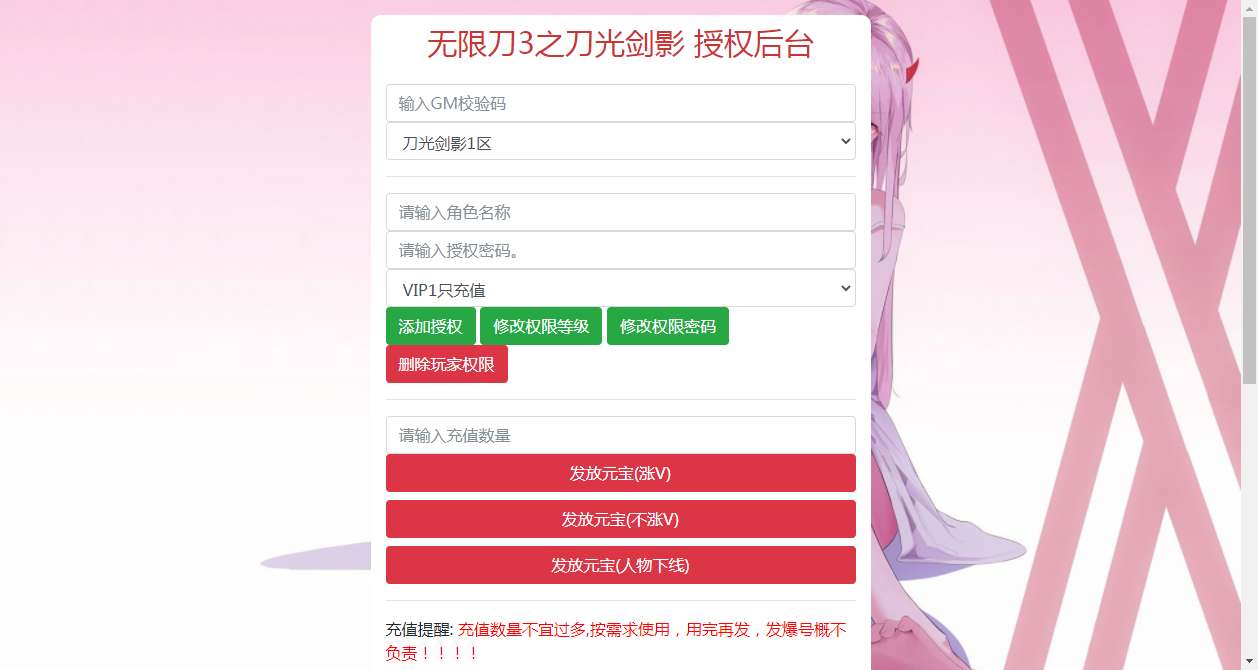 无限刀3之刀光剑影 授权后台
输入GM校验码
刀光剑影1区
请输入角色名称
请输入授权密码。
VIP1只充值
添加授权 修改权限等级 修改权限密码
删除玩家权限
请输入充值数量
发放元宝(涨V)
发放元宝(不涨V)
发放元宝(人物下线)
充值提醒: 充值数量不宜过多,按需求使用，用完再发，发爆号概不
负责！！！！